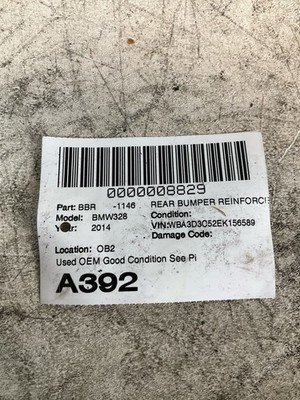 0000008829
Part: BBR -1146 REAR BUMPER REINFORCI
Model: BMW328 Condition:
Year: 2014 VIN:WBA3D3C52EK156589
Damage Code:
Location: OB2
Used OEM Good Condition See Pi
A392